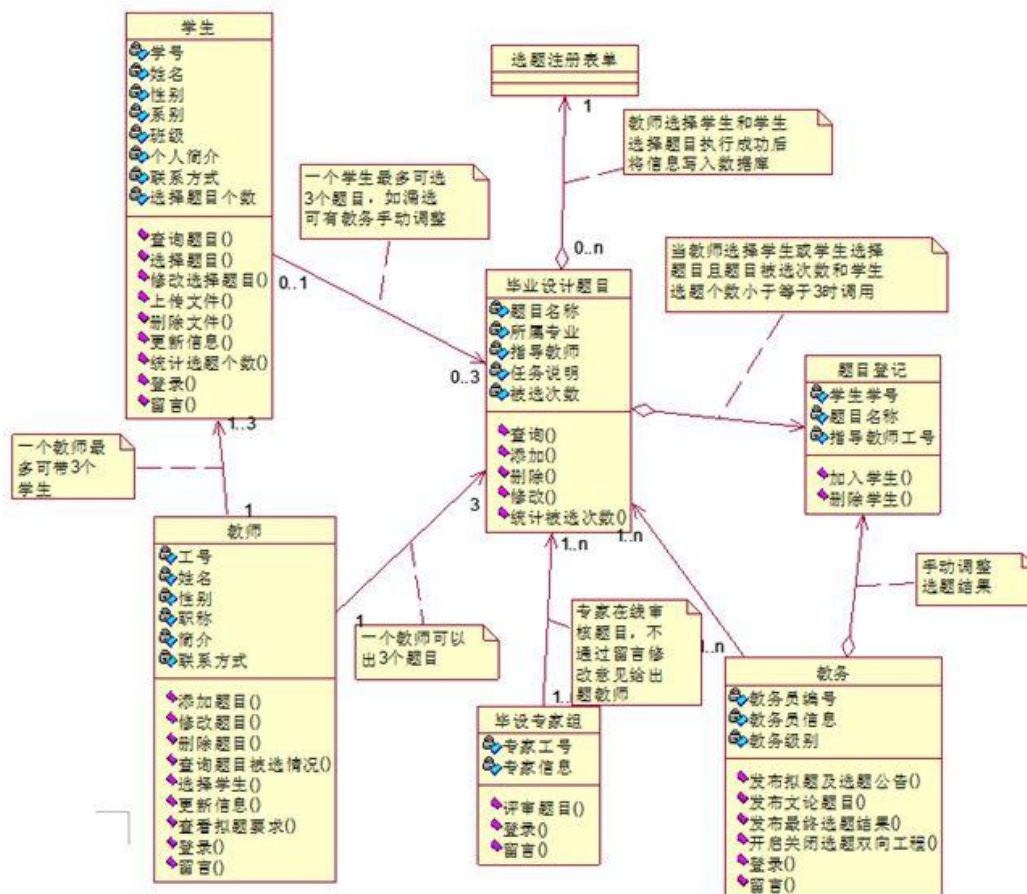 学生
学号
姓名
性别
系别
班级
个人简介
联系方式
选择题目个数
查询题目()
选择题目()
修改选择题目()
上传文件()
删除文件()
更新信息()
统计选题个数()
登录()
留言()
选题注册表单
1
教师选择学生和学生
选择题目执行成功后
将信息写入数据库
一个学生最多可选
3个题目,如漏选
可有教务手动调整
0..1
0..3
0..n
毕业设计题目
题目名称
所属专业
指导教师
任务说明
被选次数
查询()
添加()
删除()
修改()
统计被选次数()
当教师选择学生或学生选择
题目且题目被选次数和学生
选题个数小于等于3时调用
题目登记
学生学号
题目名称
指导教师工号
加入学生()
删除学生()
1..3
一个教师最
多可带3个
学生
1
教师
工号
姓名
性别
职称
简介
联系方式
添加题目()
修改题目()
删除题目()
查询题目被选情况()
选择学生()
更新信息()
查看拟题要求()
登录()
留言()
3
1
一个教师可以
出3个题目
1..n
1..n
专家在线审
核题目,不
通过留言修
改意见给出
题教师
毕设专家组
专家工号
专家信息
评审题目()
登录()
留言()
手动调整
选题结果
教务
教务员编号
教务员信息
教务级别
发布拟题及选题公告()
发布文论题目()
发布最终选题结果()
开启关闭选题双向工程()
登录()
留言()